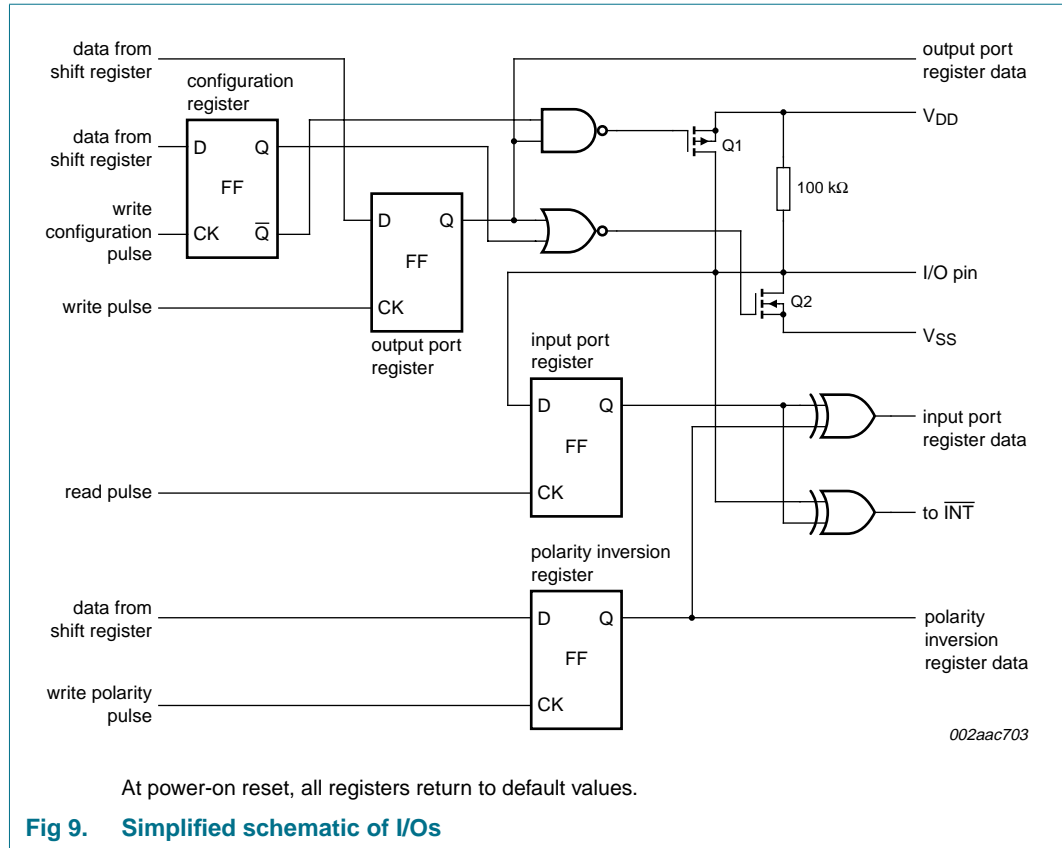 data from
shift register
configuration
register
data from
shift register
D
Q
FF
write
configuration
pulse
CK
Q
D
Q
FF
CK
write pulse
output port
register
output port
register data
VDD
Q1
100 kΩ
I/O pin
Q2
VSS
input port
register
D
Q
FF
CK
read pulse
input port
register data
to INT
polarity inversion
register
data from
shift register
D
Q
FF
write polarity
pulse
CK
polarity
inversion
register data
002aac703
At power-on reset, all registers return to default values.
Fig 9. Simplified schematic of I/Os